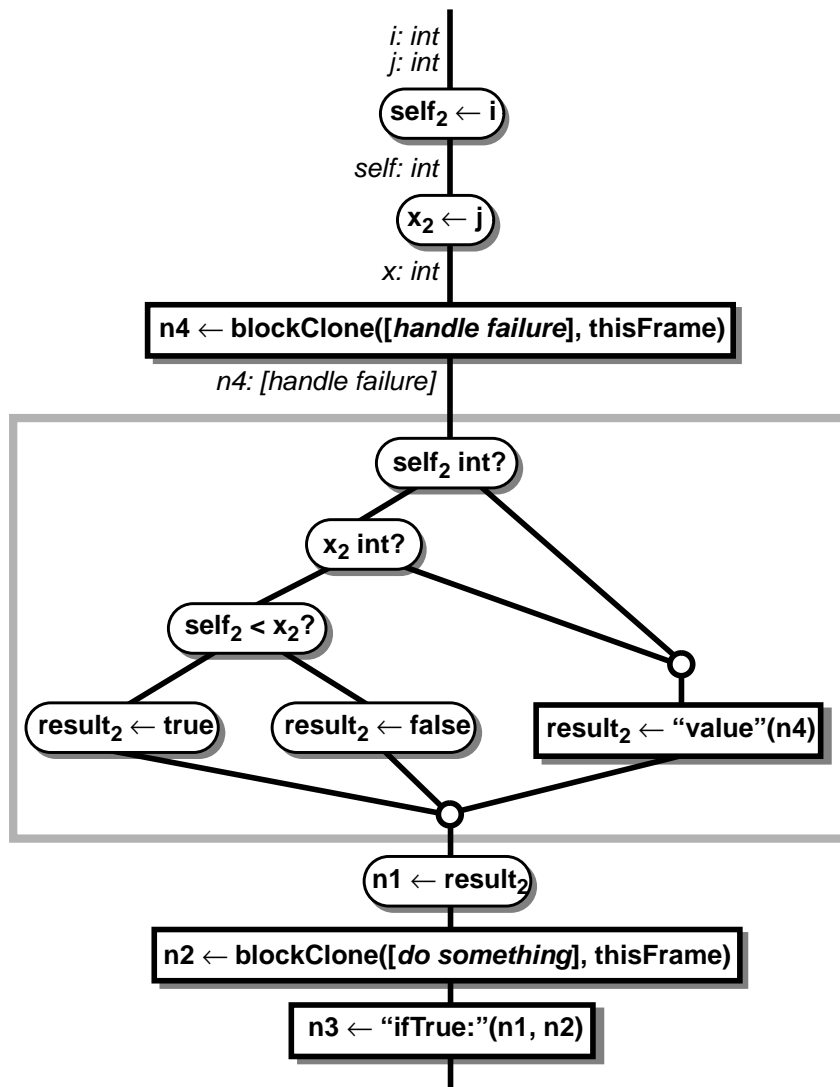 i: int
j: int
self₂ ← i
self: int
x₂ ← j
x: int
n4 ← blockClone([handle failure], thisFrame)
n4: [handle failure]
self₂ int?
x₂ int?
self₂ < x₂?
result₂ ← true
result₂ ← false
result₂ ← “value”(n4)
n1 ← result₂
n2 ← blockClone([do something], thisFrame)
n3 ← “ifTrue:”(n1, n2)